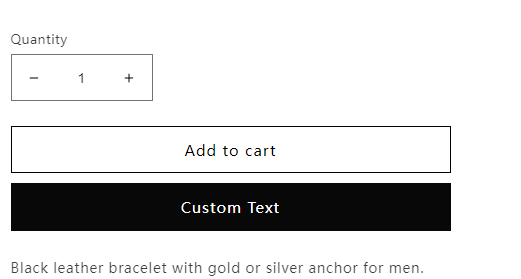 Quantity
− 1 +
Add to cart
Custom Text
Black leather bracelet with gold or silver anchor for men.